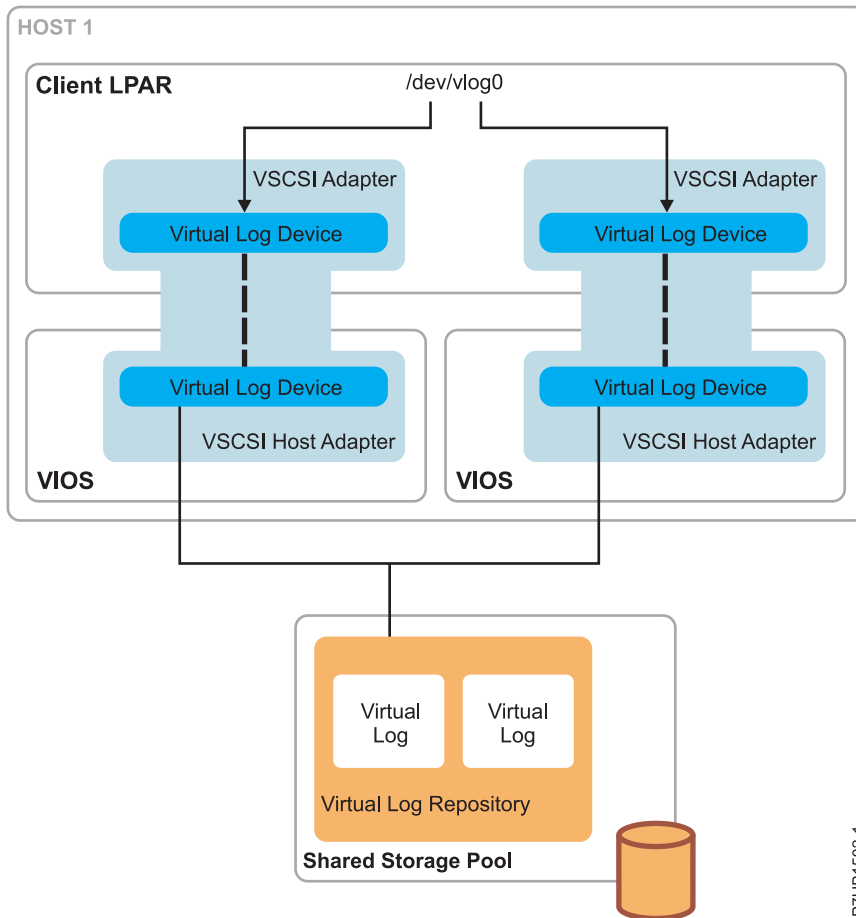 HOST 1
Client LPAR
/dev/vlog0
VSCSI Adapter
VSCSI Adapter
Virtual Log Device
Virtual Log Device
Virtual Log Device
Virtual Log Device
VSCSI Host Adapter
VSCSI Host Adapter
VIOS
VIOS
Virtual
Log
Virtual
Log
Virtual Log Repository
Shared Storage Pool